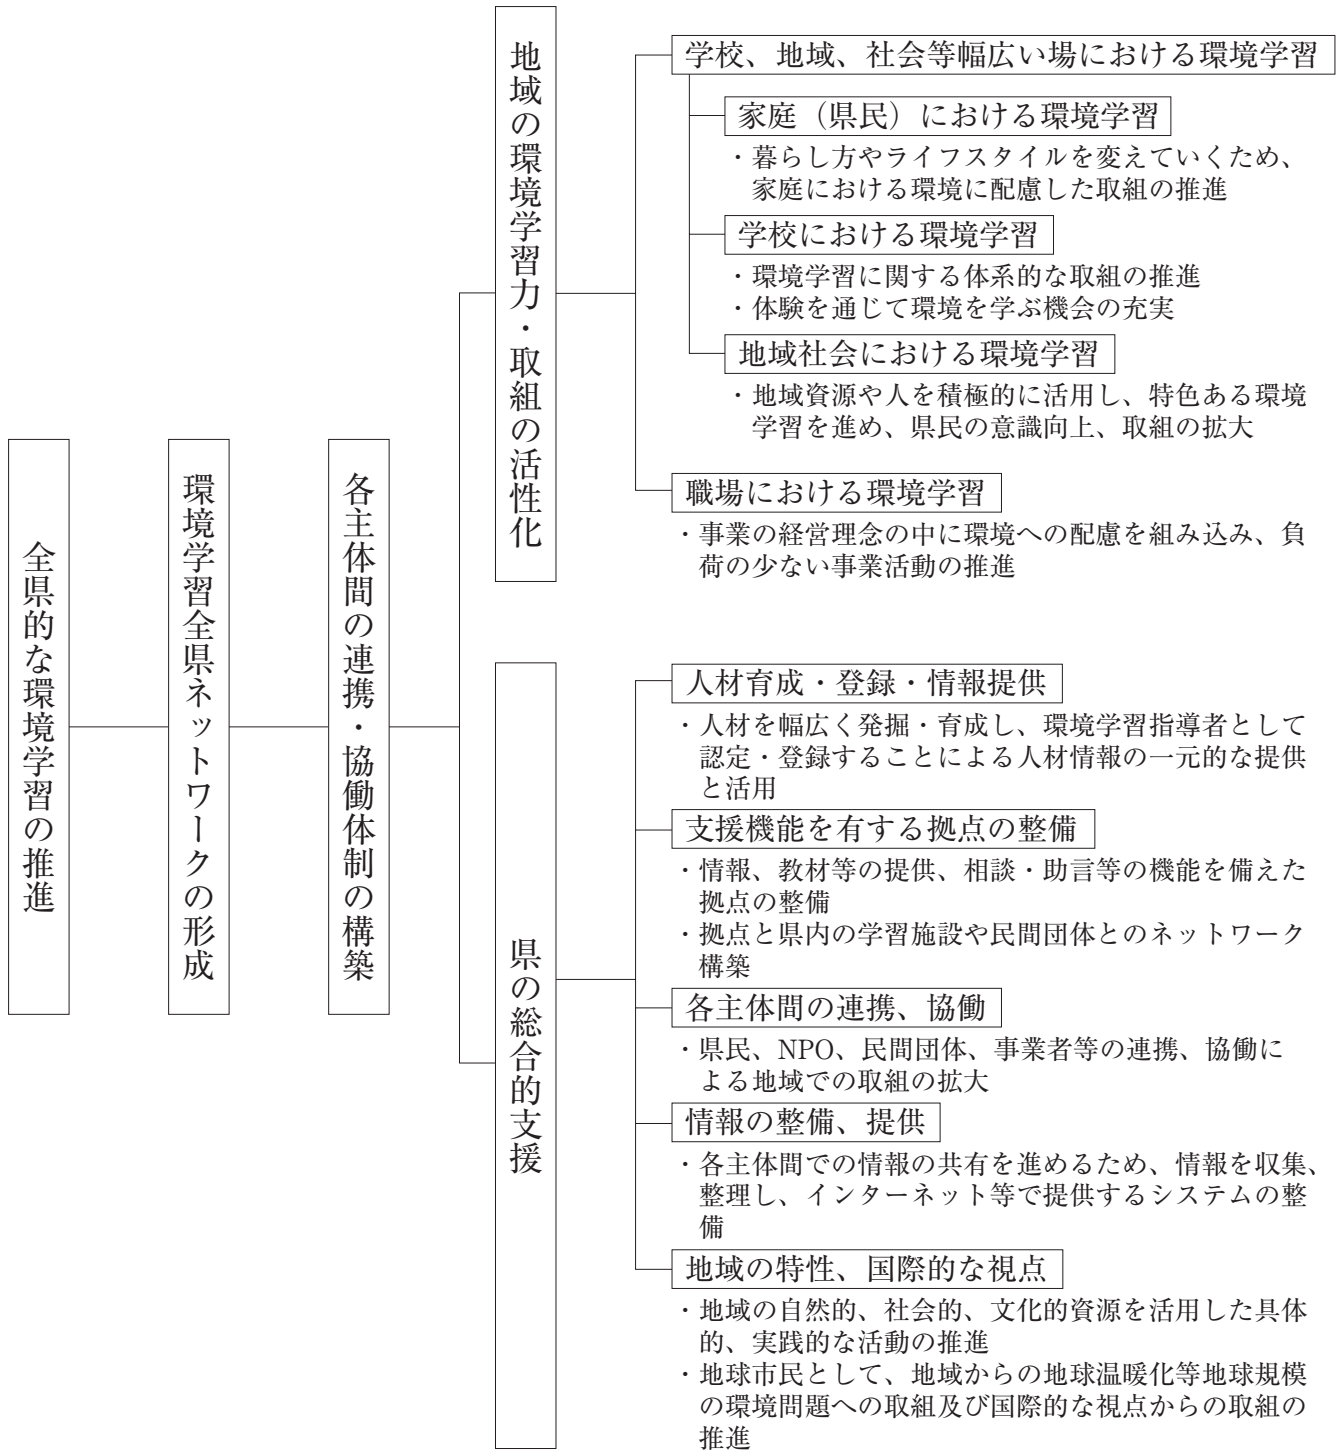 全県的な環境学習の推進
環境学習全県ネットワークの形成
各主体間の連携・協働体制の構築
地域の環境学習力・取組の活性化
学校、地域、社会等幅広い場における環境学習
家庭（県民）における環境学習
・暮らし方やライフスタイルを変えていくため、
家庭における環境に配慮した取組の推進
学校における環境学習
・環境学習に関する体系的な取組の推進
・体験を通じて環境を学ぶ機会の充実
地域社会における環境学習
・地域資源や人を積極的に活用し、特色ある環境
学習を進め、県民の意識向上、取組の拡大
職場における環境学習
・事業の経営理念の中に環境への配慮を組み込み、負
荷の少ない事業活動の推進
県の総合的支援
人材育成・登録・情報提供
・人材を幅広く発掘・育成し、環境学習指導者として
認定・登録することによる人材情報の一元的な提供
と活用
支援機能を有する拠点の整備
・情報、教材等の提供、相談・助言等の機能を備えた
拠点の整備
・拠点と県内の学習施設や民間団体とのネットワーク
構築
各主体間の連携、協働
・県民、NPO、民間団体、事業者等の連携、協働に
よる地域での取組の拡大
情報の整備、提供
・各主体間での情報の共有を進めるため、情報を収集、
整理し、インターネット等で提供するシステムの整
備
地域の特性、国際的な視点
・地域の自然的、社会的、文化的資源を活用した具体
的、実践的な活動の推進
・地球市民として、地域からの地球温暖化等地球規模
の環境問題への取組及び国際的な視点からの取組の
推進